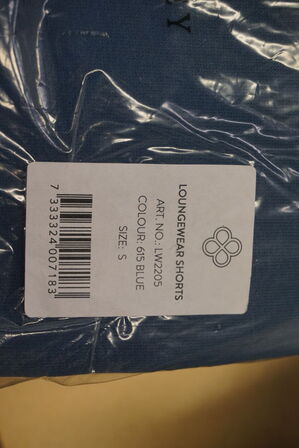 LOUNGEWEAR SHORTS
ART. NO.: LW2205
COLOUR: 615 BLUE
SIZE: S
7 333324 007183